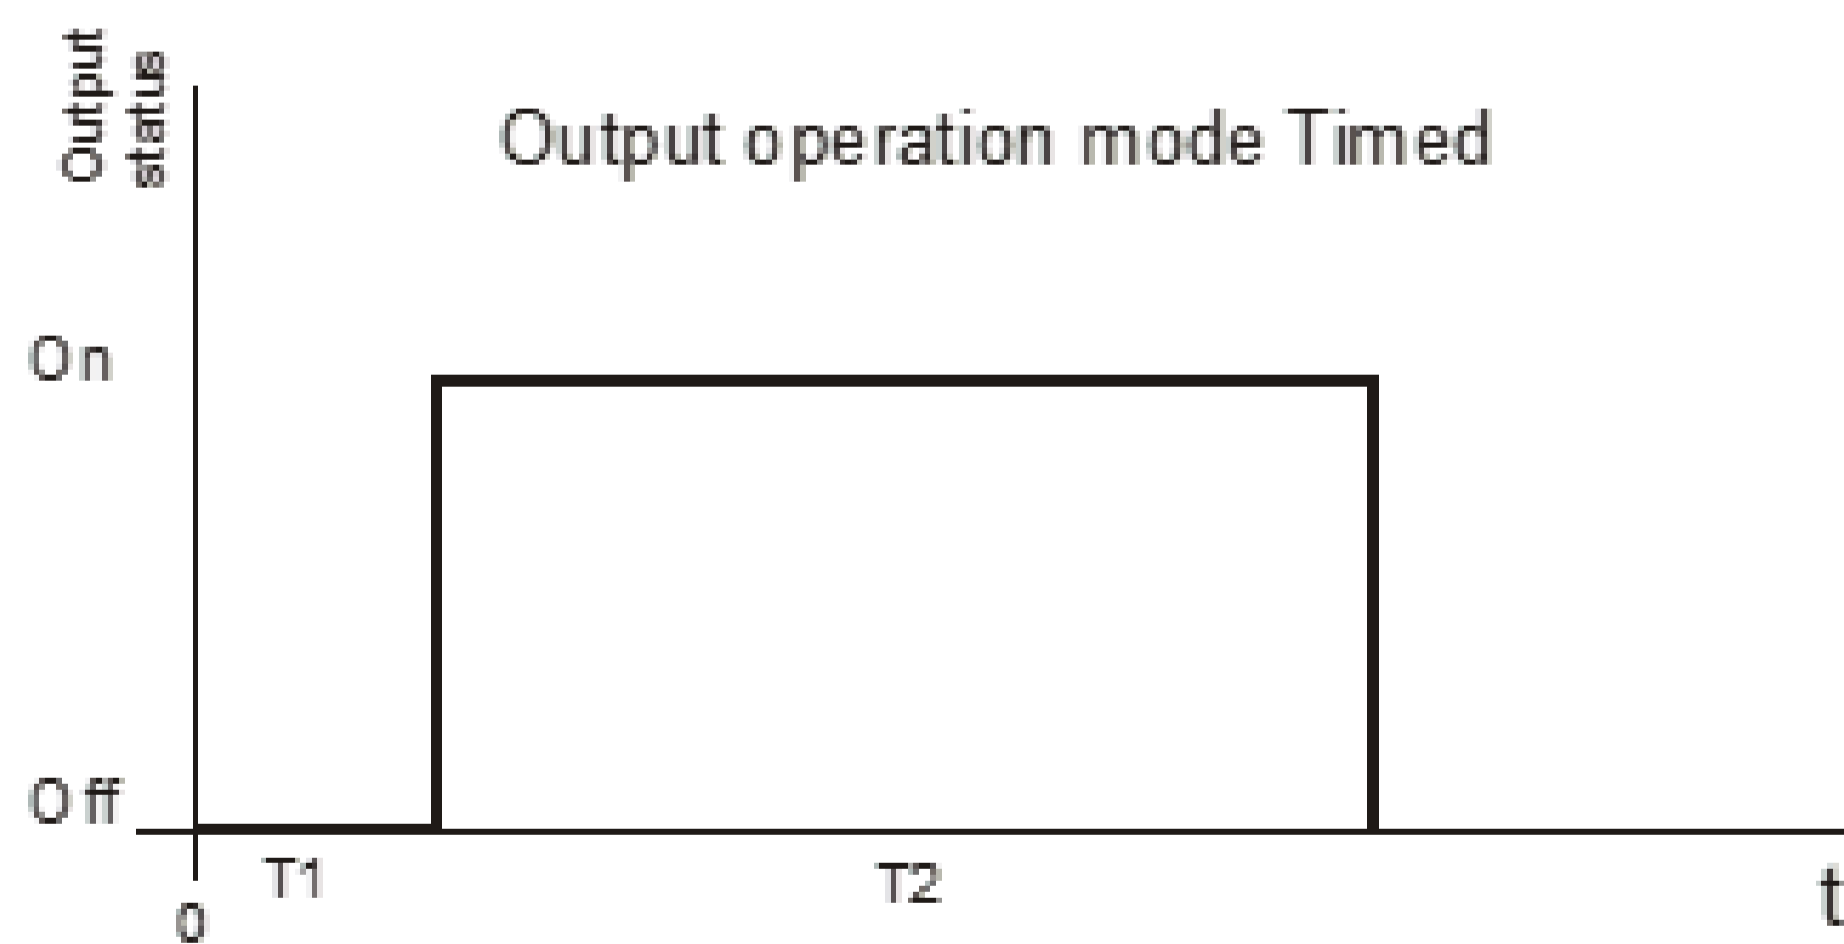 Output
status
Output operation mode Timed
On
Off
T1
T2
t
0